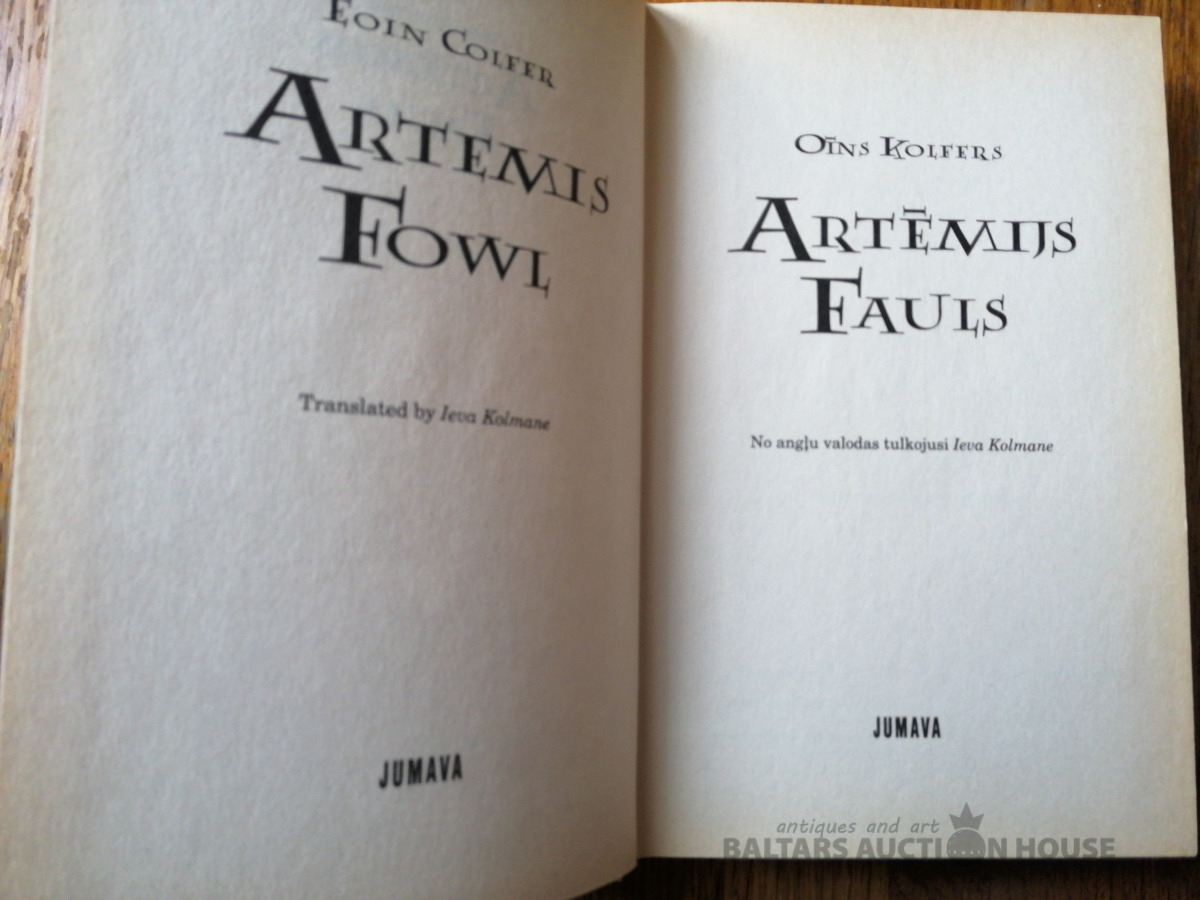 EOIN COLFER
ARTEMIS
FOWL
Translated by Ieva Kolmane
JUMAVA
OĪNS KOLFERS
ARTĒMIJS
FAULS
No angļu valodas tulkojusi Ieva Kolmane
JUMAVA
antiques and art
BALTARS AUCTION HOUSE